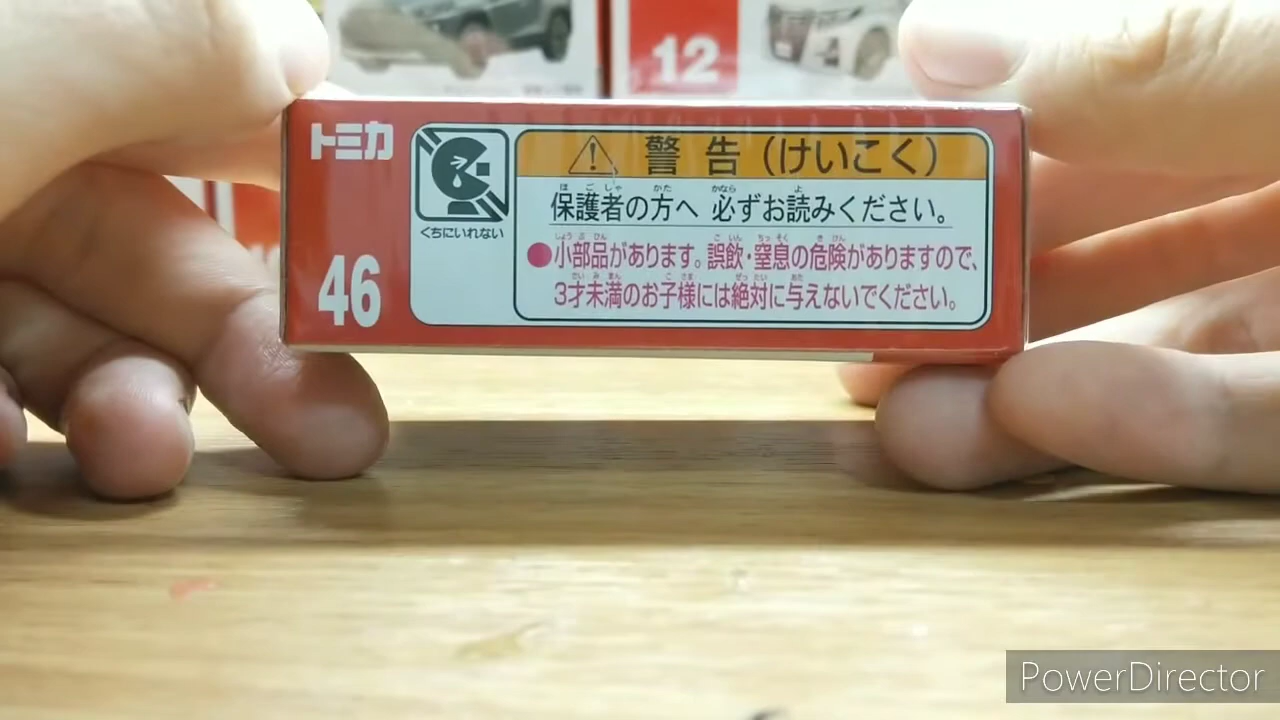 12
トミカ
46
くちにいれない
警告(けいこく)
保護者の方へ 必ずお読みください。
●小部品があります。誤飲・窒息の危険がありますので、
3才未満のお子様には絶対に与えないでください。
PowerDirector